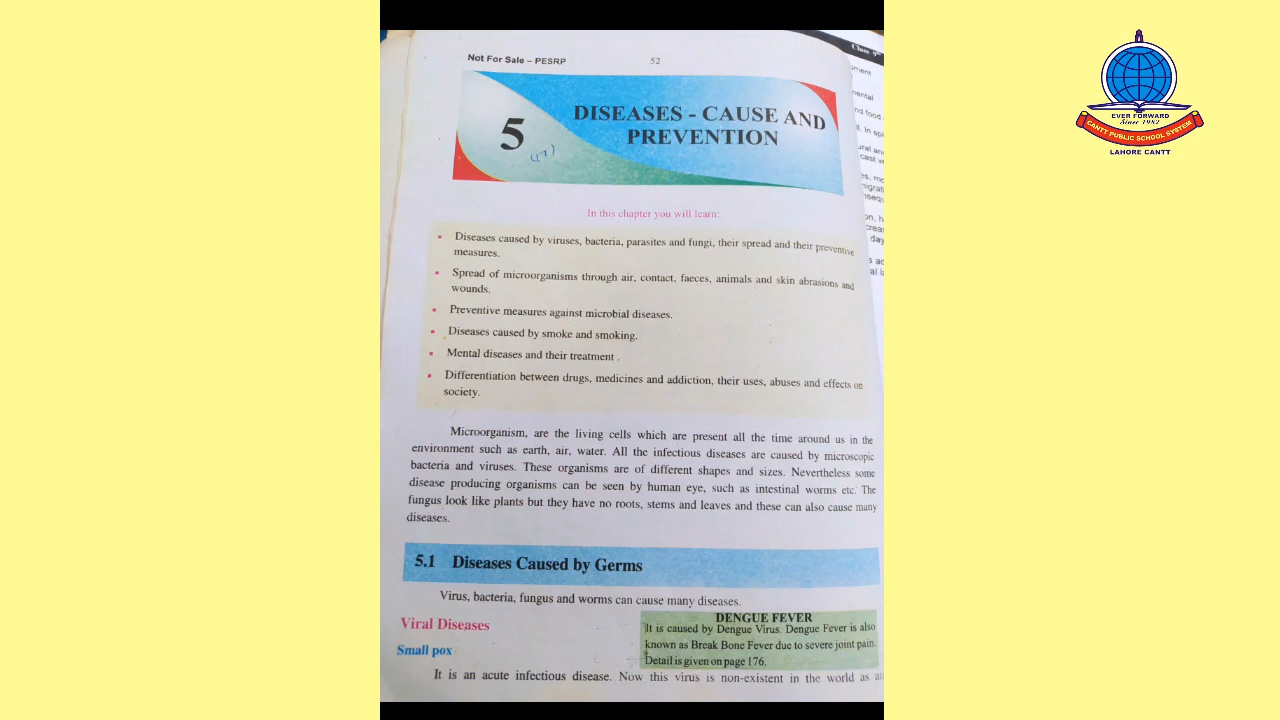 Not For Sale – PESRP
52
5
DISEASES - CAUSE AND
PREVENTION
In this chapter you will learn:
• Diseases caused by viruses, bacteria, parasites and fungi, their spread and their preventive
measures.
• Spread of microorganisms through air, contact, faeces, animals and skin abrasions and
wounds.
• Preventive measures against microbial diseases.
• Diseases caused by smoke and smoking.
• Mental diseases and their treatment .
• Differentiation between drugs, medicines and addiction, their uses, abuses and effects on
society.
Microorganism, are the living cells which are present all the time around us in the
environment such as earth, air, water. All the infectious diseases are caused by microscopic
bacteria and viruses. These organisms are of different shapes and sizes. Nevertheless some
disease producing organisms can be seen by human eye, such as intestinal worms etc. The
fungus look like plants but they have no roots, stems and leaves and these can also cause many
diseases.
5.1 Diseases Caused by Germs
Virus, bacteria, fungus and worms can cause many diseases.
Viral Diseases
Small pox
DENGUE FEVER
It is caused by Dengue Virus. Dengue Fever is also
known as Break Bone Fever due to severe joint pain.
Detail is given on page 176.
It is an acute infectious disease. Now this virus is non-existent in the world as an
Class 9th
nd food
ll. In
EVER FORWARD
Since 1982
CANTT PUBLIC SCHOOL SYSTEM
LAHORE CANTT